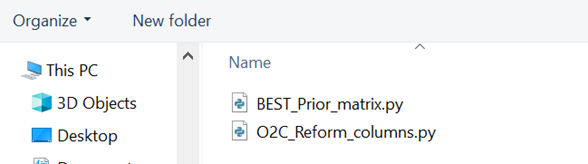 Organize New folder
This PC
3D Objects
Desktop
Name
BEST_Prior_matrix.py
O2C_Reform_columns.py